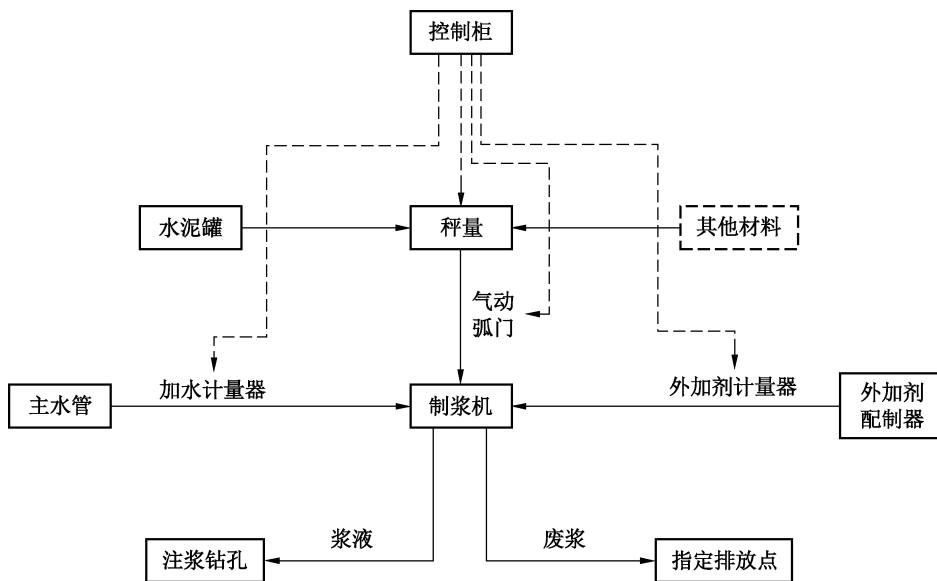 控制柜
水泥罐
秤量
其他材料
气动
弧门
加水计量器
外加剂计量器
主水管
制浆机
外加剂
配制器
浆液
废浆
注浆钻孔
指定排放点